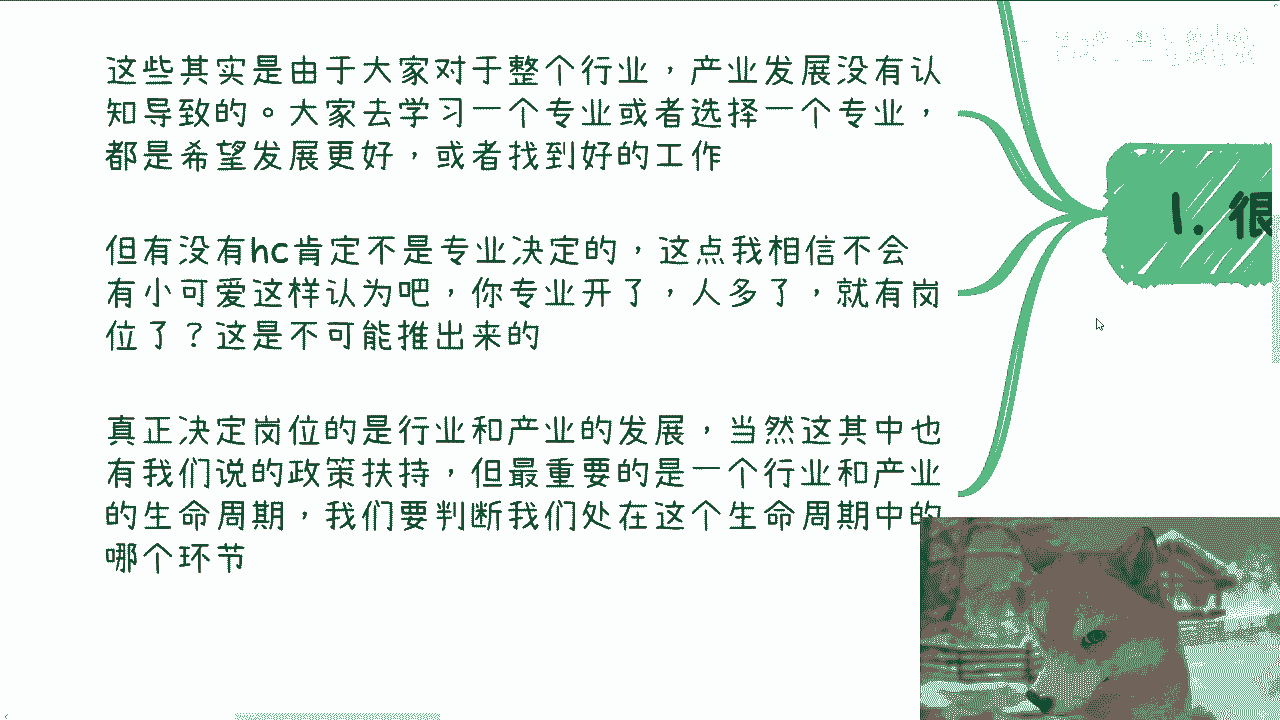 这些其实是由于大家对于整个行业，产业发展没有认
知导致的。大家去学习一个专业或者选择一个专业，
都是希望发展更好，或者找到好的工作
但有没有hc肯定不是专业决定的，这点我相信不会
有小可爱这样认为吧，你专业开了，人多了，就有岗
位了？这是不可能推出来的
真正决定岗位的是行业和产业的发展，当然这其中也
有我们说的政策扶持，但最重要的是一个行业和产业
的生命周期，我们要判断我们处在这个生命周期中的
哪个环节
1. 很